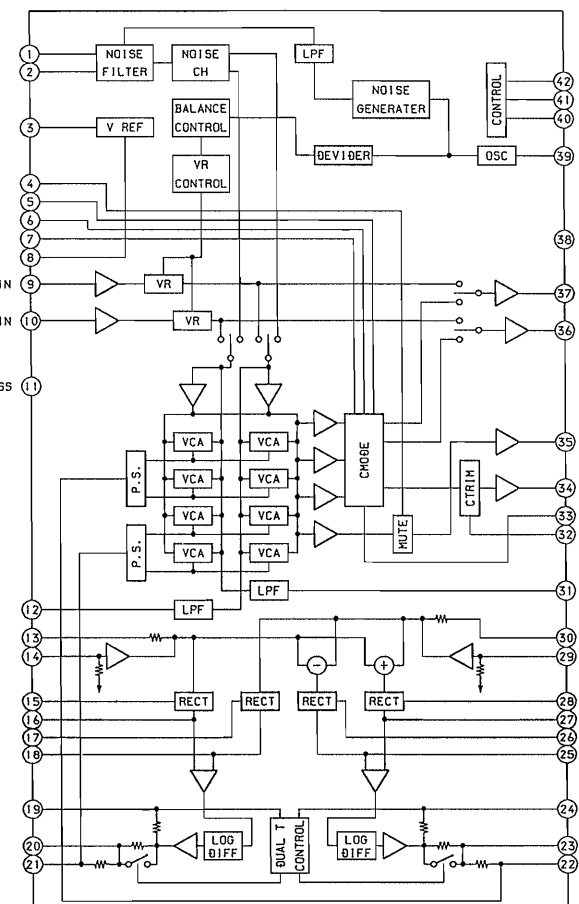 1
NOISE
FILTER
NOISE
CH
LPF
2
NOISE
GENERATER
CONTROL
42
41
40
BALANCE
CONTROL
3
V REF
DEVIDER
OSC
39
VR
CONTROL
4
5
6
7
8
38
IN
9
VR
37
IN
10
VR
36
GS
11
VCA
VCA
35
P.S.
VCA
VCA
CMODE
CTRIM
34
VCA
VCA
33
MUTE
32
P.S.
VCA
VCA
LPF
31
12
LPF
13
30
14
−
+
29
15
RECT
RECT
RECT
RECT
28
16
27
17
26
18
25
19
24
20
LOG
DIFF
DUAL T
CONTROL
LOG
DIFF
23
21
22